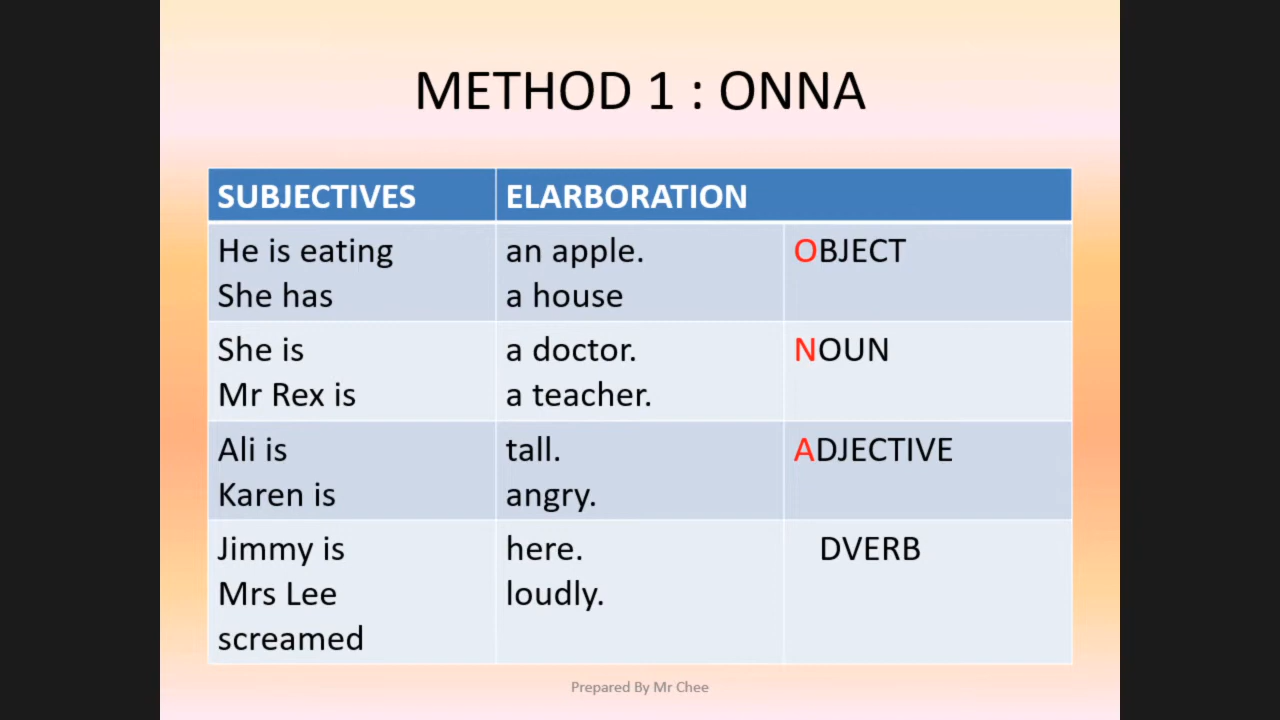 METHOD 1 : ONNA
SUBJECTIVES ELARBORATION
He is eating an apple. OBJECT
She has a house
She is a doctor. NOUN
Mr Rex is a teacher.
Ali is tall. ADJECTIVE
Karen is angry.
Jimmy is here. DVERB
Mrs Lee loudly.
screamed
Prepared By Mr Chee